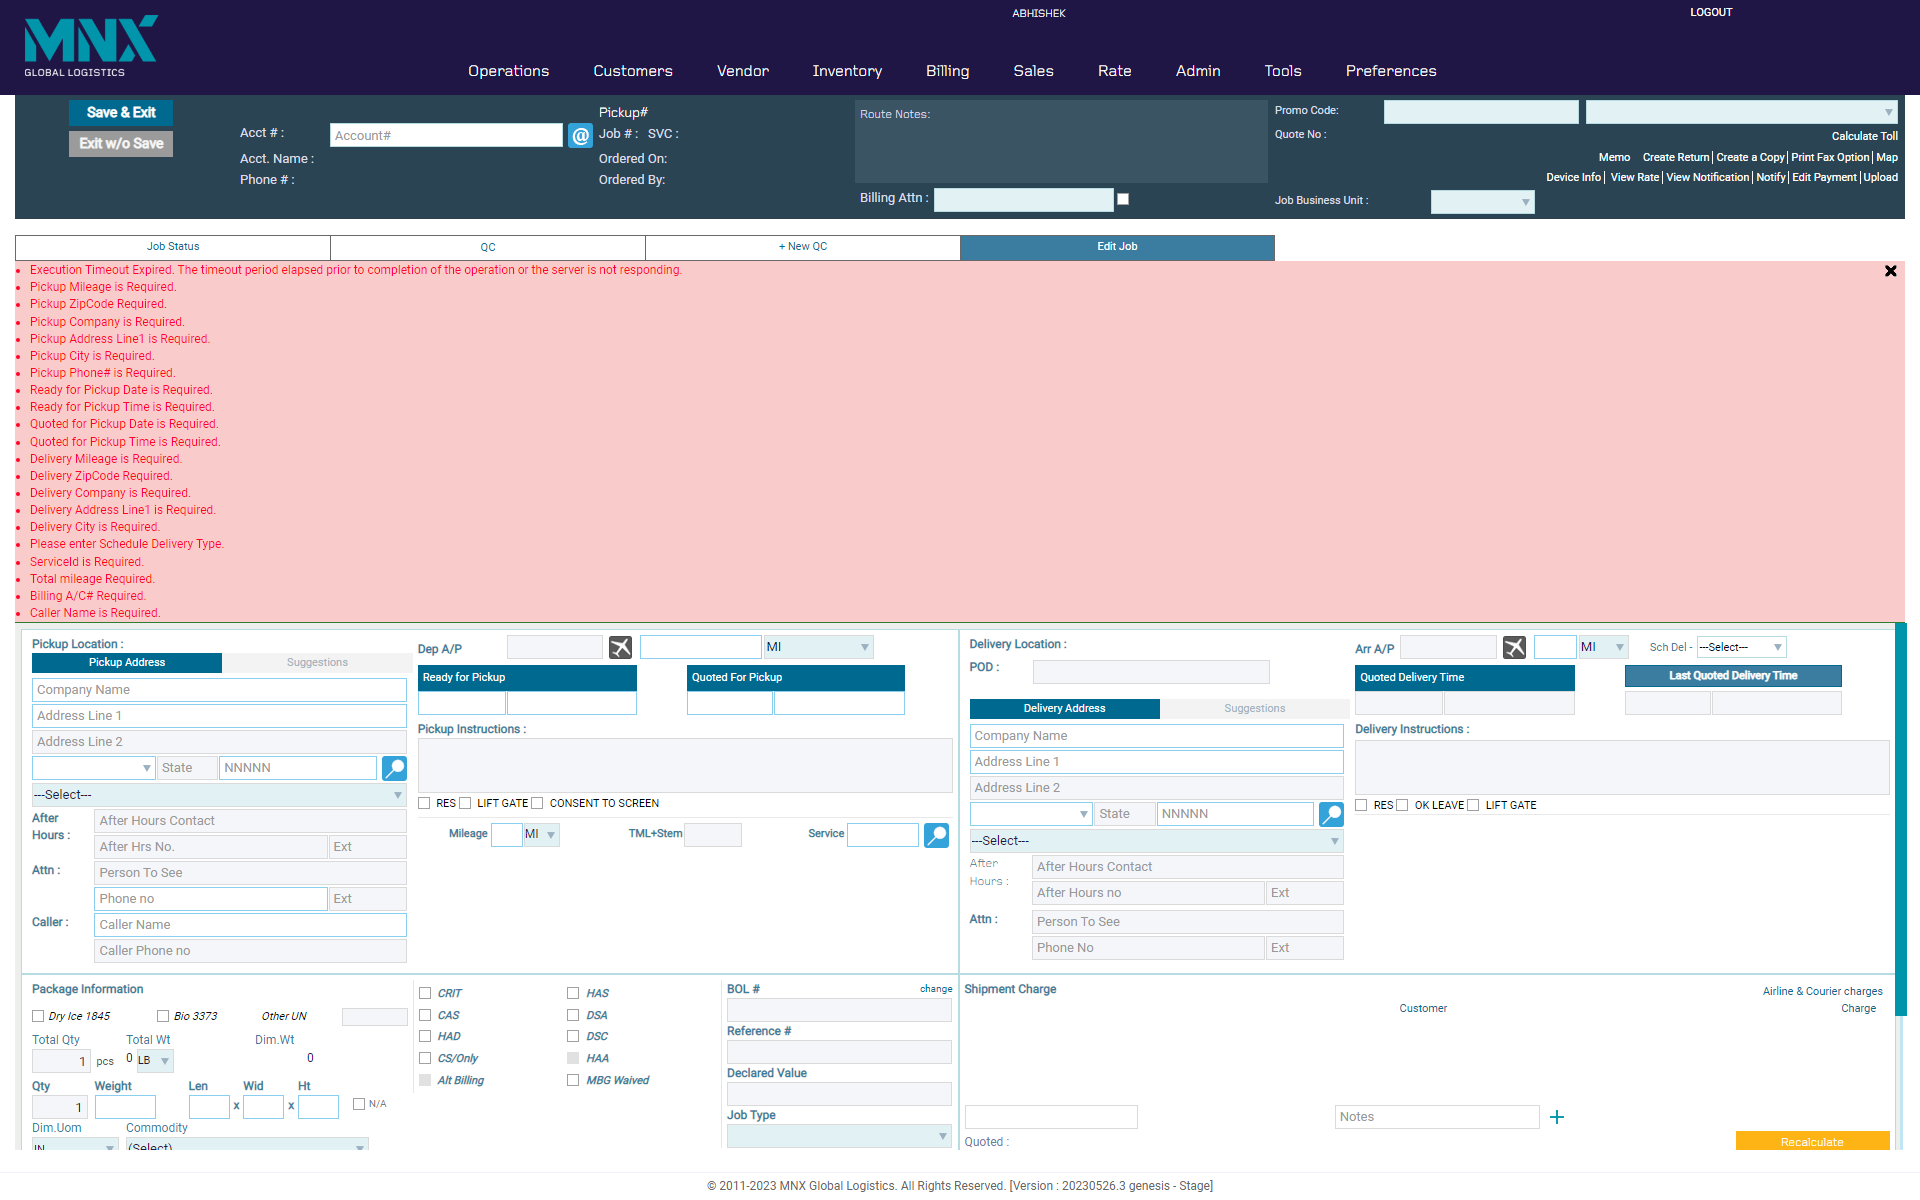 MNX
GLOBAL LOGISTICS
ABHISHEK
LOGOUT
Operations
Customers
Vendor
Inventory
Billing
Sales
Rate
Admin
Tools
Preferences
Save & Exit
Exit w/o Save
Acct # :
Account#
@
Acct. Name :
Phone # :
Pickup#
Job # : SVC :
Ordered On:
Ordered By:
Route Notes:
Billing Attn :
Promo Code:
Quote No :
Calculate Toll
Memo Create Return| Create a Copy| Print Fax Option| Map
Device Info| View Rate| View Notification| Notify| Edit Payment| Upload
Job Business Unit :
Job Status
QC
+ New QC
Edit Job
Execution Timeout Expired. The timeout period elapsed prior to completion of the operation or the server is not responding.
Pickup Mileage is Required.
Pickup ZipCode Required.
Pickup Company is Required.
Pickup Address Line1 is Required.
Pickup City is Required.
Pickup Phone# is Required.
Ready for Pickup Date is Required.
Ready for Pickup Time is Required.
Quoted for Pickup Date is Required.
Quoted for Pickup Time is Required.
Delivery Mileage is Required.
Delivery ZipCode Required.
Delivery Company is Required.
Delivery Address Line1 is Required.
Delivery City is Required.
Please enter Schedule Delivery Type.
ServiceId is Required.
Total mileage Required.
Billing A/C# Required.
Caller Name is Required.
Pickup Location :
Pickup Address
Suggestions
Company Name
Address Line 1
Address Line 2
State
NNNNN
---Select---
After Hours :
After Hours Contact
After Hrs No.
Ext
Attn :
Person To See
Phone no
Ext
Caller :
Caller Name
Caller Phone no
Dep A/P
MI
Ready for Pickup
Quoted For Pickup
Pickup Instructions :
RES
LIFT GATE
CONSENT TO SCREEN
Mileage
MI
TML+Stem
Service
Delivery Location :
POD :
Delivery Address
Suggestions
Company Name
Address Line 1
Address Line 2
State
NNNNN
---Select---
After Hours :
After Hours Contact
After Hours no
Ext
Attn :
Person To See
Phone No
Ext
Arr A/P
MI
Sch Del -
---Select---
Quoted Delivery Time
Last Quoted Delivery Time
Delivery Instructions :
RES
OK LEAVE
LIFT GATE
Package Information
Dry Ice 1845
Bio 3373
Other UN
Total Qty
Total Wt
Dim.Wt
1
pcs
0
LB
0
Qty
Weight
Len
Wid
Ht
1
x
x
N/A
Dim.Uom
Commodity
IN
(Select)
CRIT
HAS
CAS
DSA
HAD
DSC
CS/Only
HAA
Alt Billing
MBG Waived
BOL #
change
Reference #
Declared Value
Job Type
Shipment Charge
Airline & Courier charges
Customer
Charge
Notes
+
Quoted :
Recalculate
© 2011-2023 MNX Global Logistics. All Rights Reserved. [Version : 20230526.3 genesis - Stage]